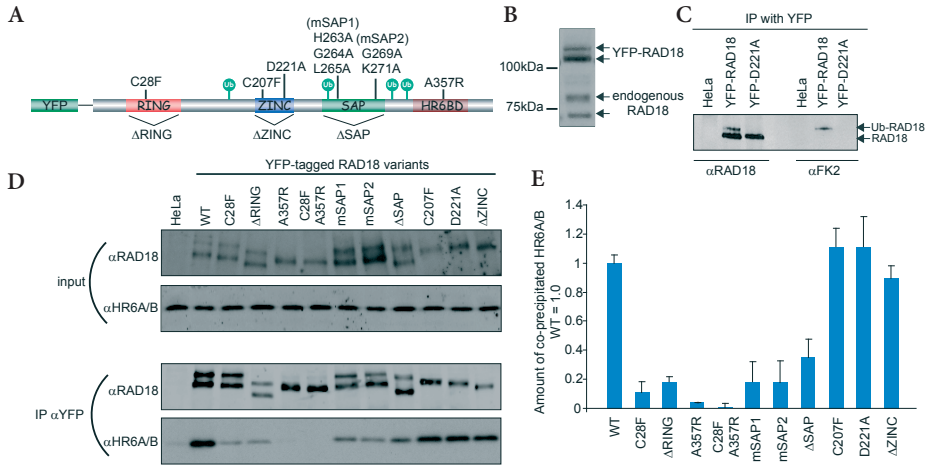 A
(mSAP1)
H263A
(mSAP2)
G264A
G269A
L265A
K271A
D221A
C28F
C207F
A357R
Ub
Ub
Ub
Ub
YFP
RING
ZINC
SAP
HR6BD
ΔRING
ΔZINC
ΔSAP
B
YFP-RAD18
100kDa
endogenous
RAD18
75kDa
C
IP with YFP
HeLa
YFP-RAD18
YFP-D221A
HeLa
YFP-RAD18
YFP-D221A
Ub-RAD18
RAD18
αRAD18
αFK2
D
YFP-tagged RAD18 variants
HeLa
WT
C28F
ΔRING
A357R
C28F
A357R
mSAP1
mSAP2
ΔSAP
C207F
D221A
ΔZINC
input
αRAD18
αHR6A/B
IP αYFP
αRAD18
αHR6A/B
E
Amount of co-precipitated HR6A/B
WT = 1.0
1.4
1.2
1
0.8
0.6
0.4
0.2
0
WT
C28F
ΔRING
A357R
C28F
A357R
mSAP1
mSAP2
ΔSAP
C207F
D221A
ΔZINC